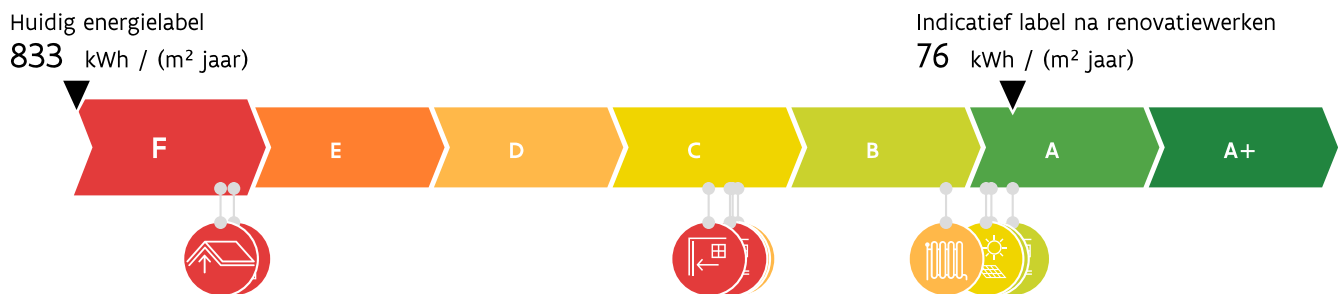 Huidig energielabel
833 kWh / (m² jaar)
Indicatief label na renovatiewerken
76 kWh / (m² jaar)
F E D C B A A+